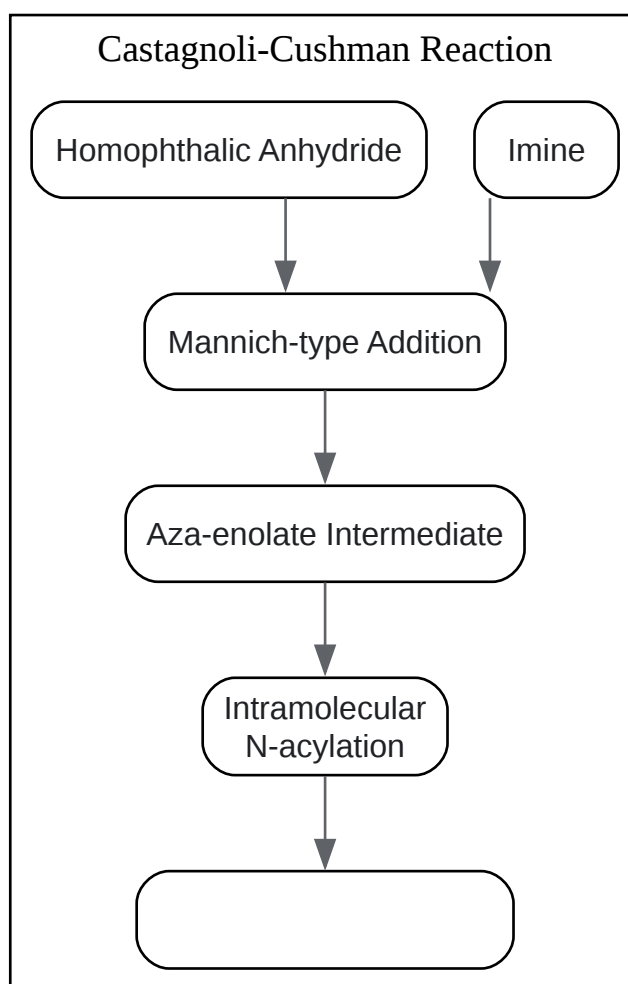 Castagnoli-Cushman Reaction
Homophthalic Anhydride
Imine
Mannich-type Addition
Aza-enolate Intermediate
Intramolecular
N-acylation